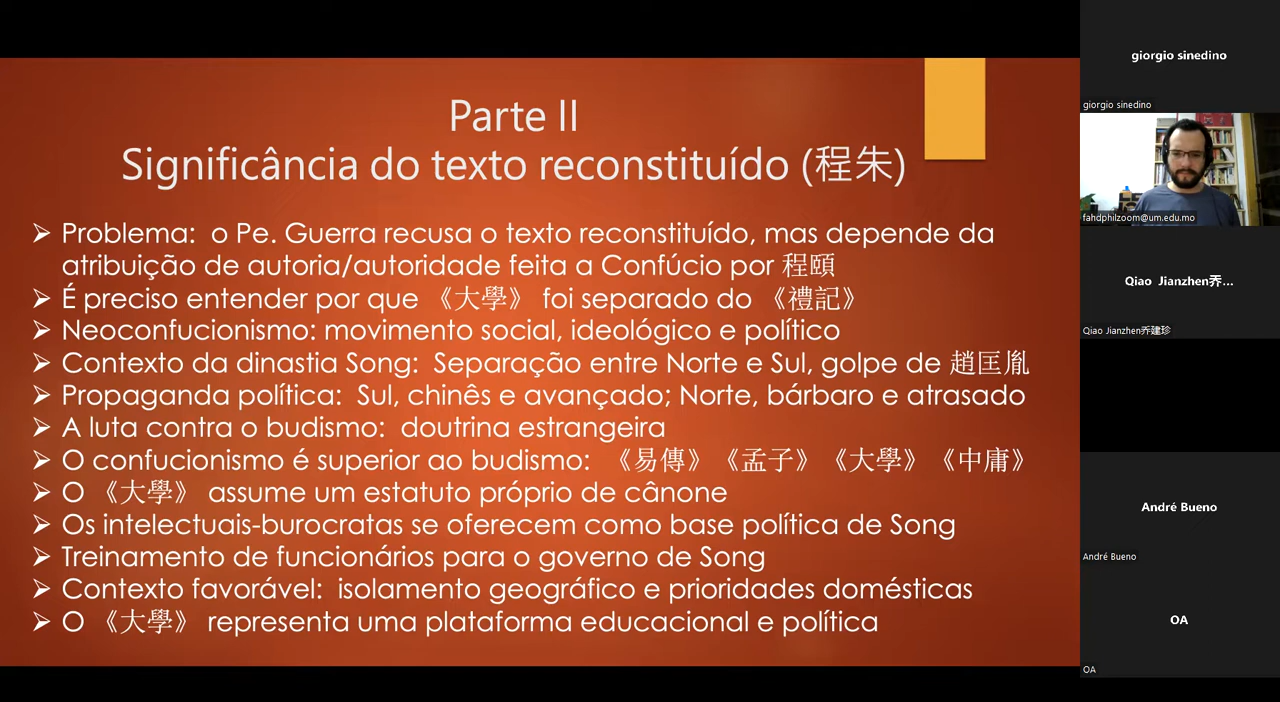 Parte II
Significância do texto reconstituído (程朱)
Problema: o Pe. Guerra recusa o texto reconstituído, mas depende da
atribuição de autoria/autoridade feita a Confúcio por 程頤
É preciso entender por que 《大學》 foi separado do 《禮記》
Neoconfucionismo: movimento social, ideológico e político
Contexto da dinastia Song: Separação entre Norte e Sul, golpe de 趙匡胤
Propaganda política: Sul, chinês e avançado; Norte, bárbaro e atrasado
A luta contra o budismo: doutrina estrangeira
O confucionismo é superior ao budismo: 《易傳》《孟子》《大學》《中庸》
O 《大學》 assume um estatuto próprio de cânone
Os intelectuais-burocratas se oferecem como base política de Song
Treinamento de funcionários para o governo de Song
Contexto favorável: isolamento geográfico e prioridades domésticas
O 《大學》 representa uma plataforma educacional e política
giorgio sinedino
giorgio sinedino
fahdphilzoom@um.edu.mo
Qiao Jianzhen乔...
Qiao Jianzhen乔建珍
André Bueno
André Bueno
OA
OA